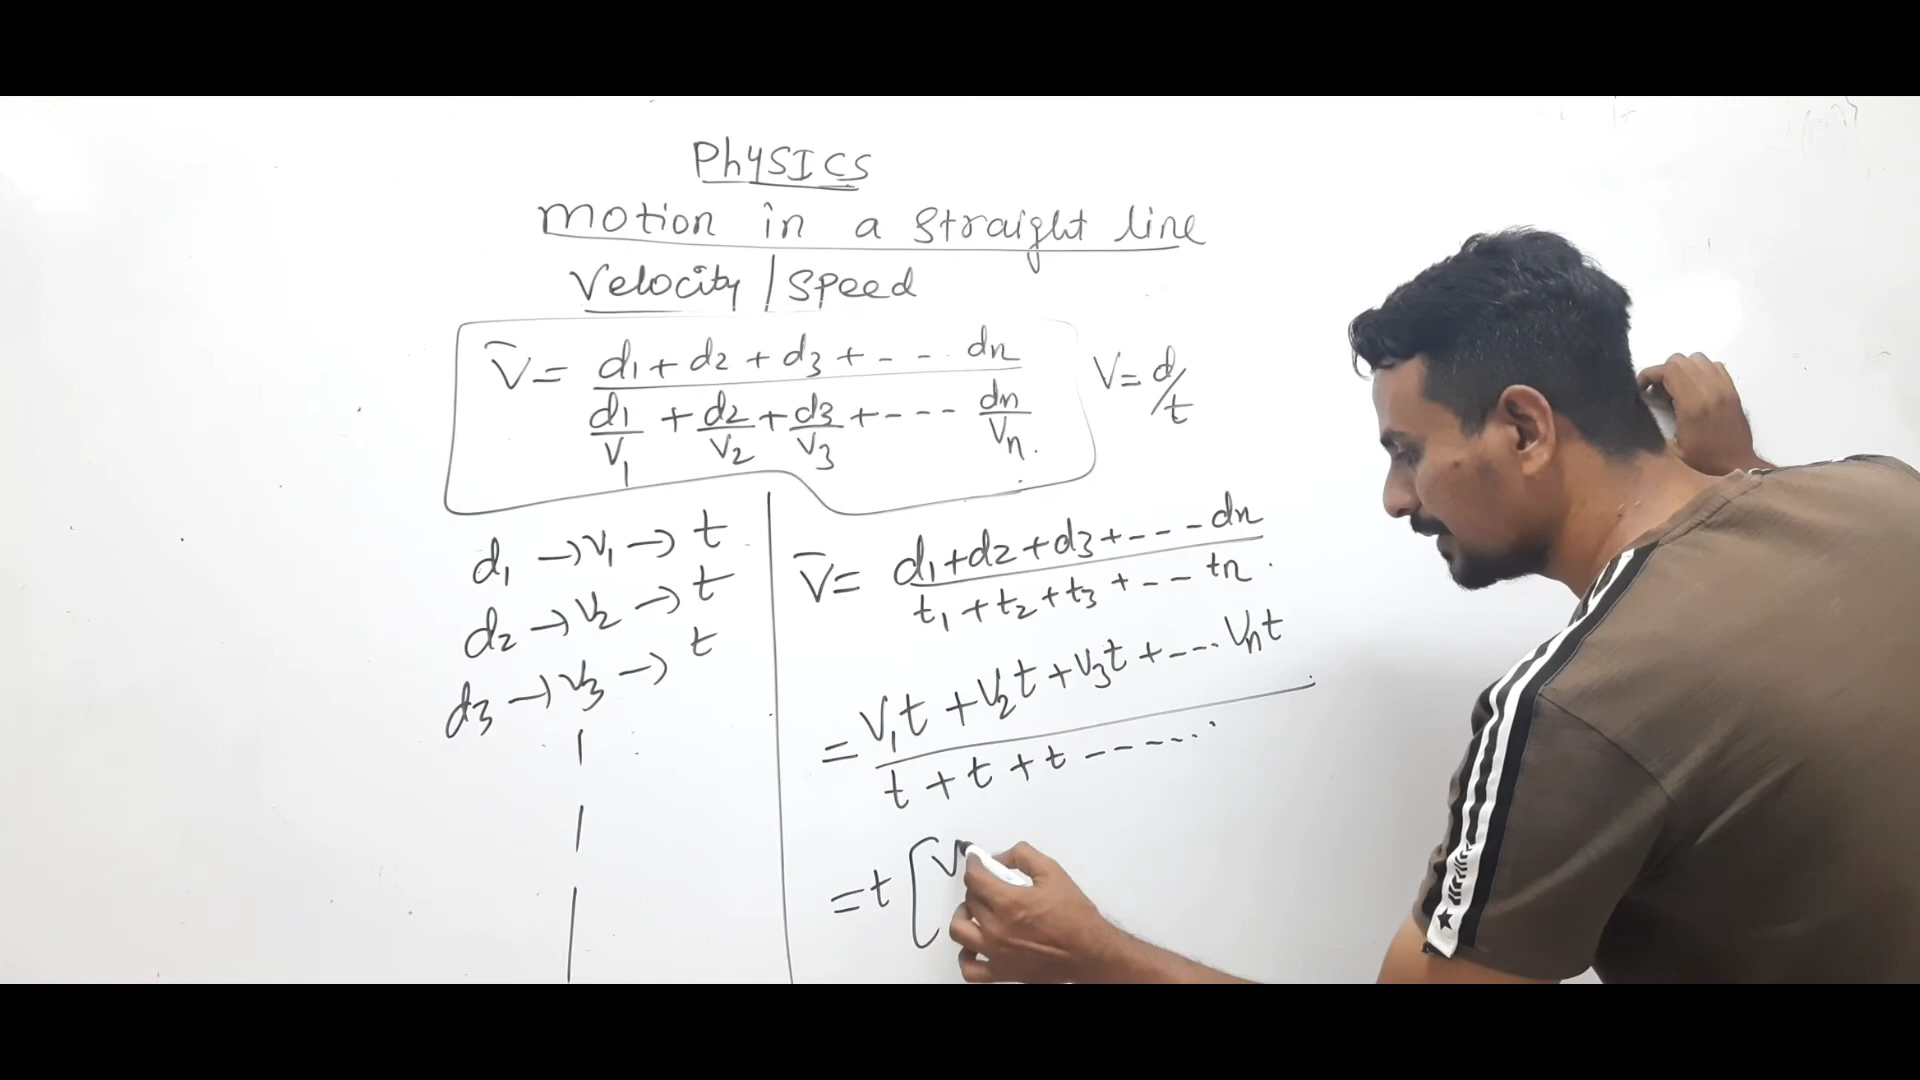 PhYSICS
motion in a straight line
Velocity / speed
V̄ = d1 + d2 + d3 + - - - dn / d1/V1 + d2/V2 + d3/V3 + - - - - dn/Vn.
V = d/t
d1 → V1 → t
d2 → V2 → t
d3 → V3 → t
V̄ = d1 + d2 + d3 + - - - - dn / t1 + t2 + t3 + - - - tn.
= V1t + V2t + V3t + - - - - Vnt / t + t + t - - - - - - -
= t [ V